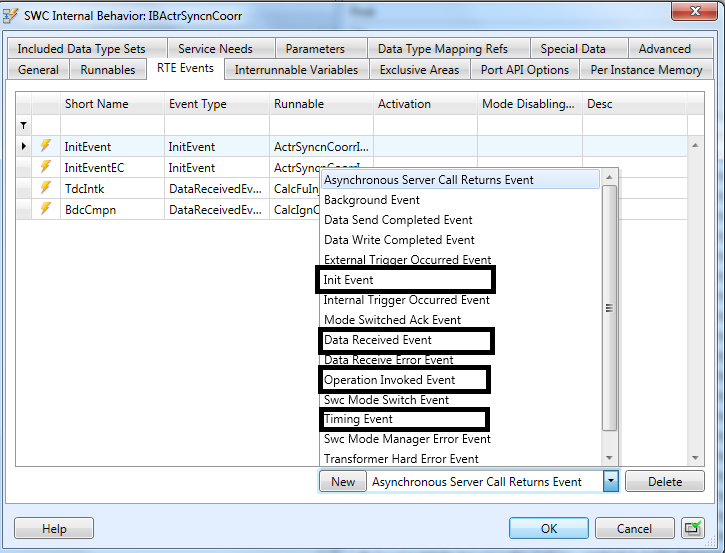 SWC Internal Behavior: IBActrSyncnCoorr
Included Data Type Sets Service Needs Parameters Data Type Mapping Refs Special Data Advanced
General Runnables RTE Events Interrunnable Variables Exclusive Areas Port API Options Per Instance Memory
Short Name Event Type Runnable Activation Mode Disabling... Desc
InitEvent InitEvent ActrSyncnCoorrI...
InitEventEC InitEvent
TdcIntk DataReceivedEv... CalcFuInj
BdcCmpn DataReceivedEv...
Asynchronous Server Call Returns Event
Background Event
Data Send Completed Event
Data Write Completed Event
External Trigger Occurred Event
Init Event
Internal Trigger Occurred Event
Mode Switched Ack Event
Data Received Event
Data Receive Error Event
Operation Invoked Event
Swc Mode Switch Event
Timing Event
Swc Mode Manager Error Event
Transformer Hard Error Event
New Asynchronous Server Call Returns Event Delete
Help OK Cancel